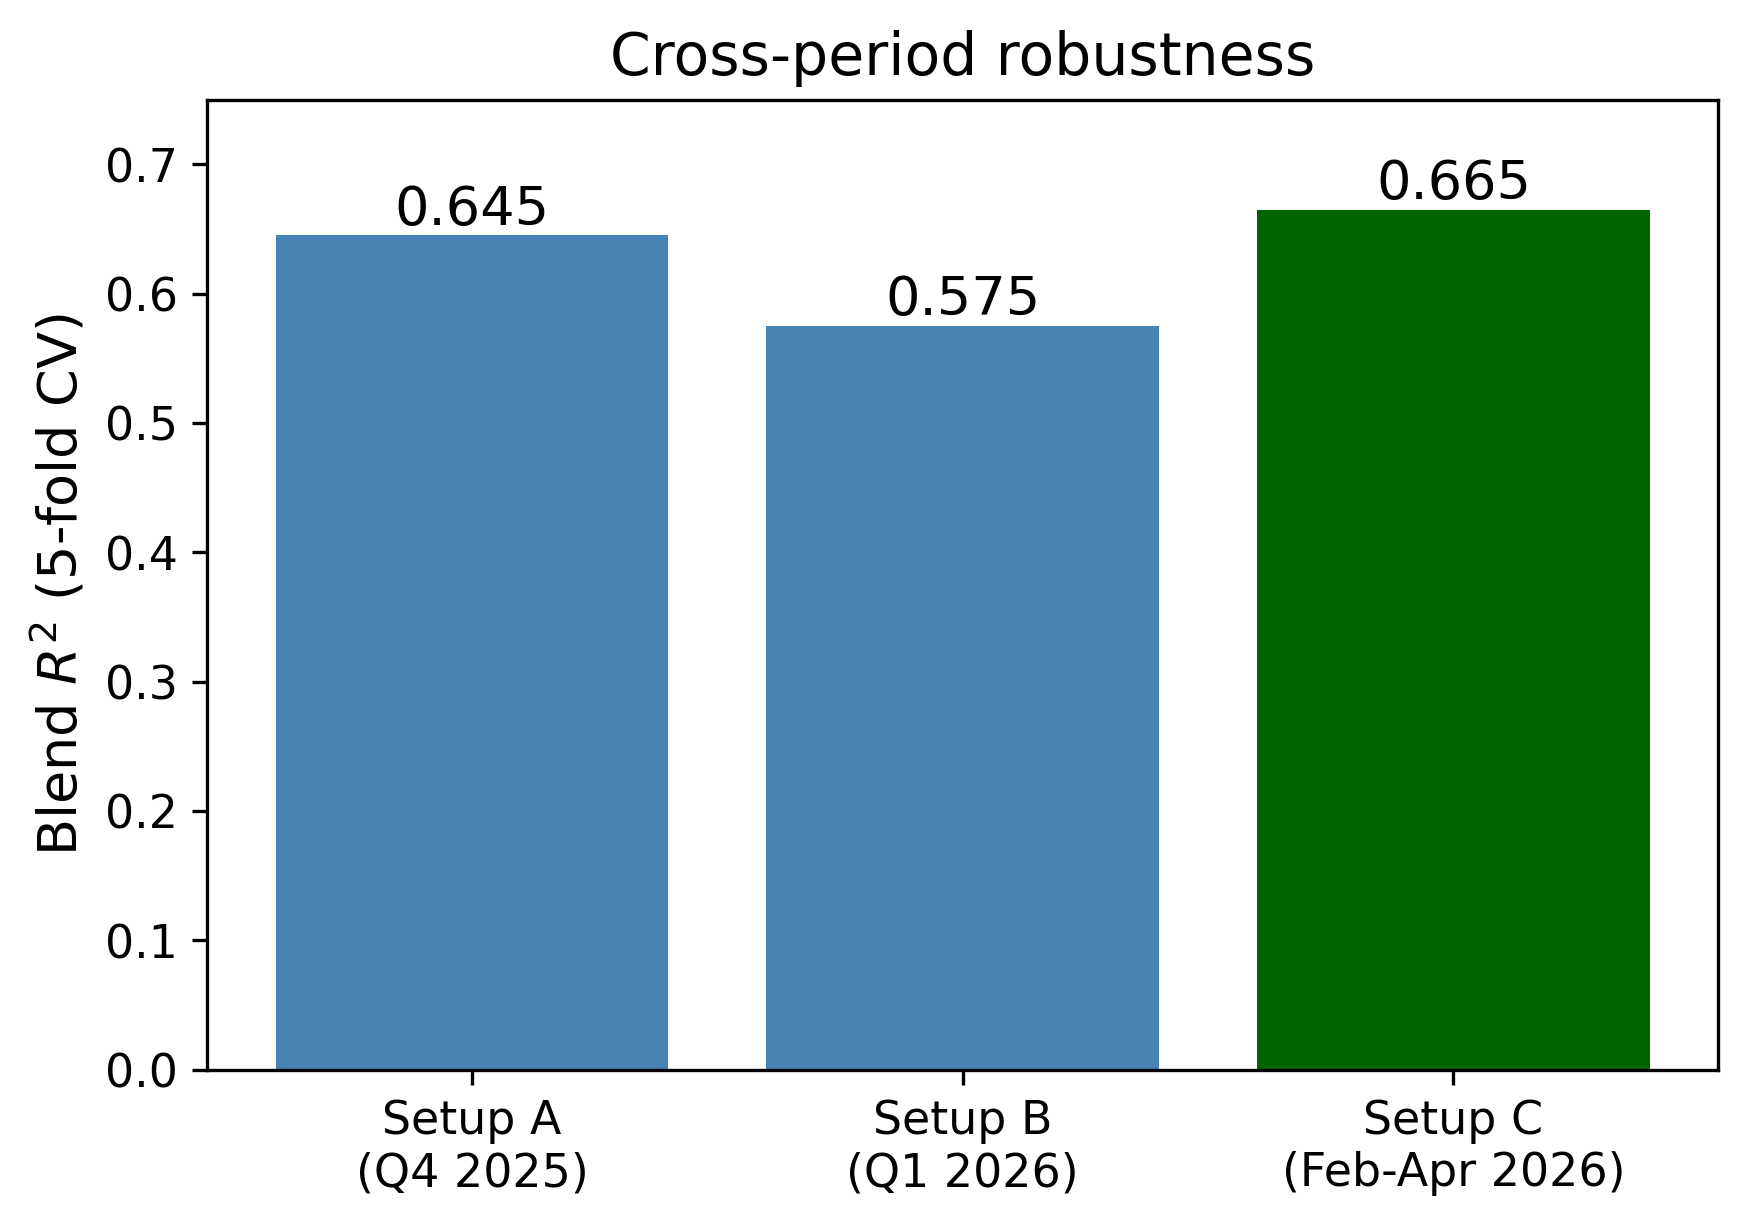 Cross-period robustness
Blend R² (5-fold CV)
0.7
0.6
0.5
0.4
0.3
0.2
0.1
0.0
0.645
0.575
0.665
Setup A
(Q4 2025)
Setup B
(Q1 2026)
Setup C
(Feb-Apr 2026)